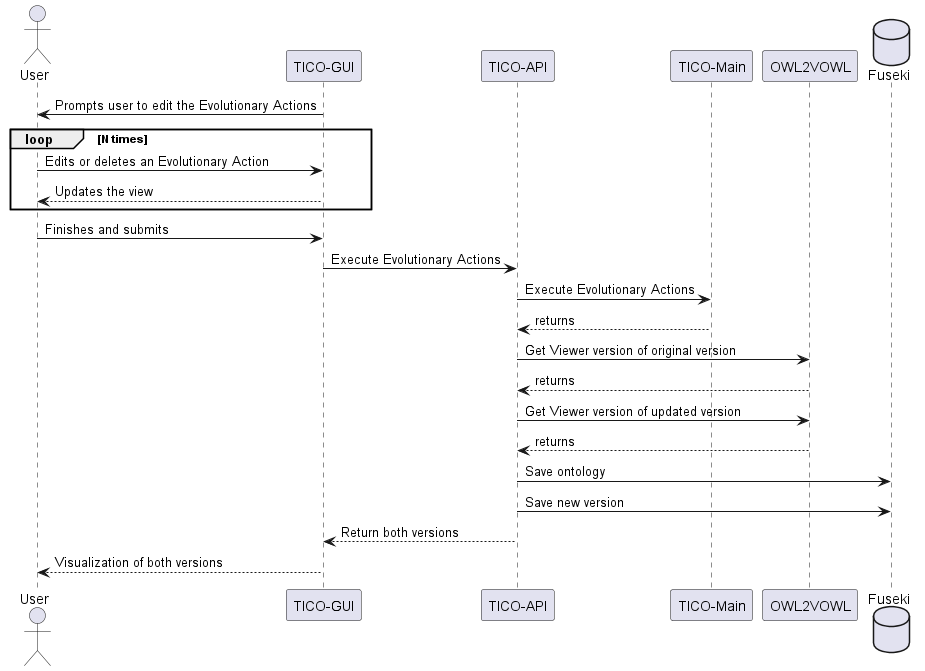 User
TICO-GUI
TICO-API
TICO-Main
OWL2VOWL
Fuseki
Prompts user to edit the Evolutionary Actions
loop
[N times]
Edits or deletes an Evolutionary Action
Updates the view
Finishes and submits
Execute Evolutionary Actions
Execute Evolutionary Actions
returns
Get Viewer version of original version
returns
Get Viewer version of updated version
returns
Save ontology
Save new version
Return both versions
Visualization of both versions
User
TICO-GUI
TICO-API
TICO-Main
OWL2VOWL
Fuseki